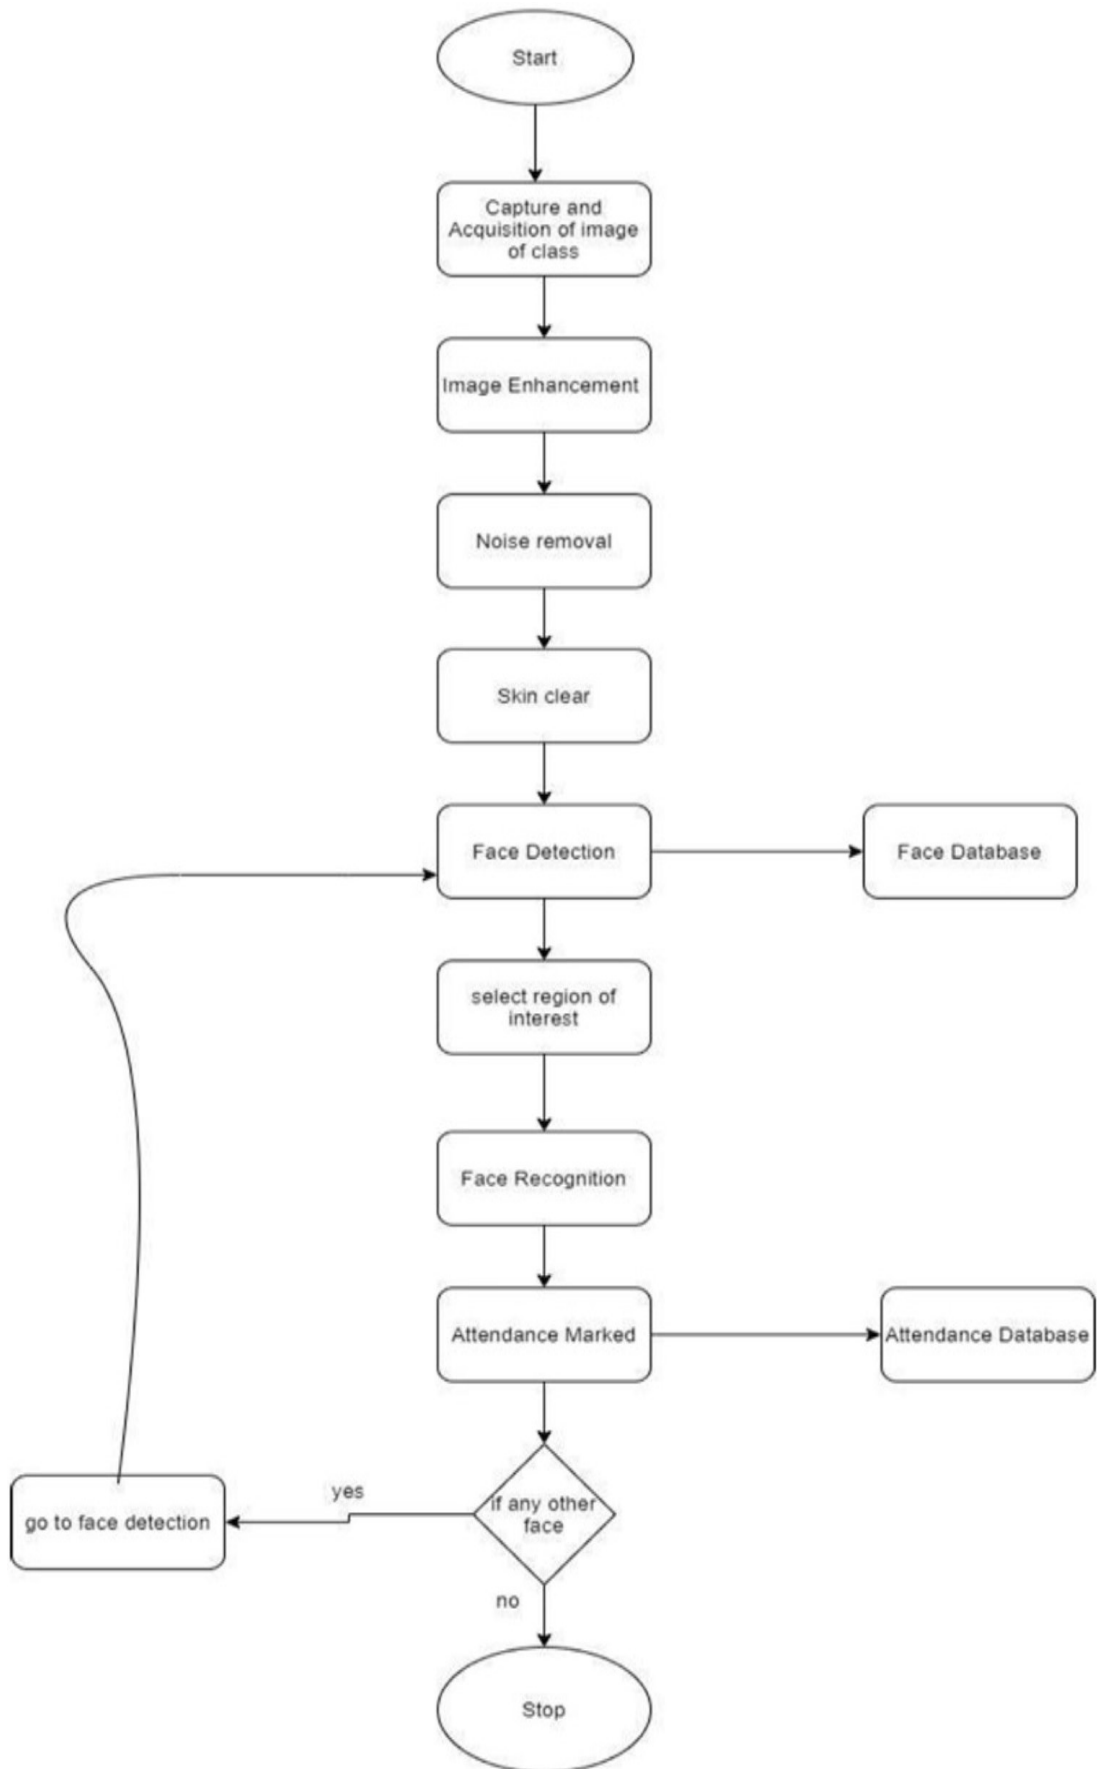 Start
Capture and
Acquisition of image
of class
Image Enhancement
Noise removal
Skin clear
Face Detection
Face Database
select region of
interest
Face Recognition
Attendance Marked
Attendance Database
if any other
face
yes
go to face detection
no
Stop